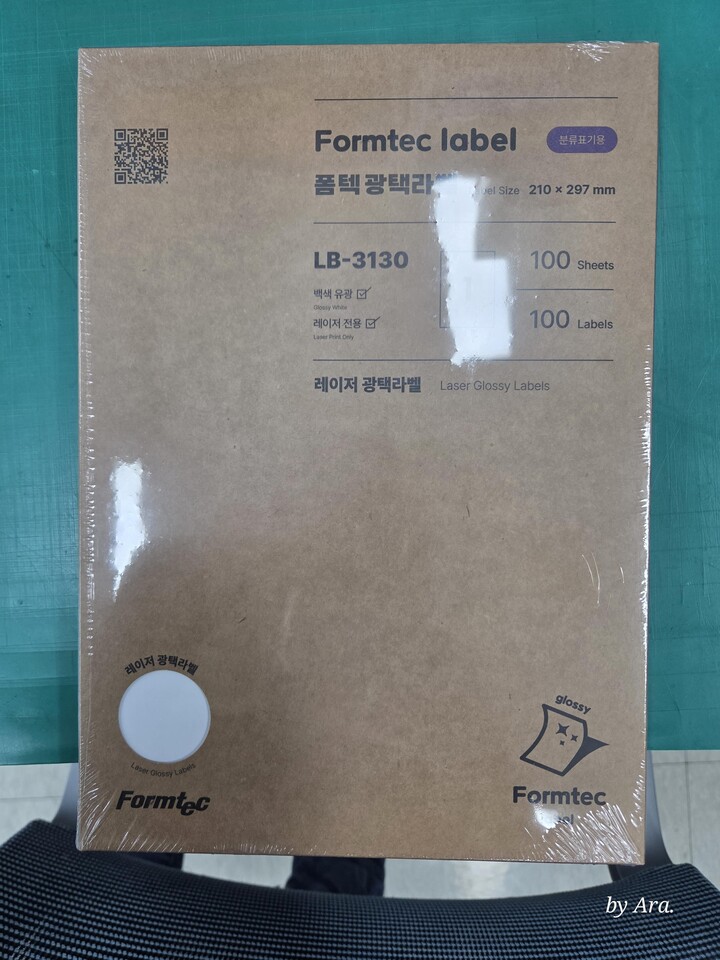 Formtec label 분류표기용
폼텍 광택라벨 Size 210 × 297 mm
LB-3130 100 Sheets
백색 유광
Glossy White
레이저 전용 100 Labels
Laser Print Only
레이저 광택라벨 Laser Glossy Labels
레이저 광택라벨
Laser Glossy Labels
Formtec
glossy
Formtec
by Ara.